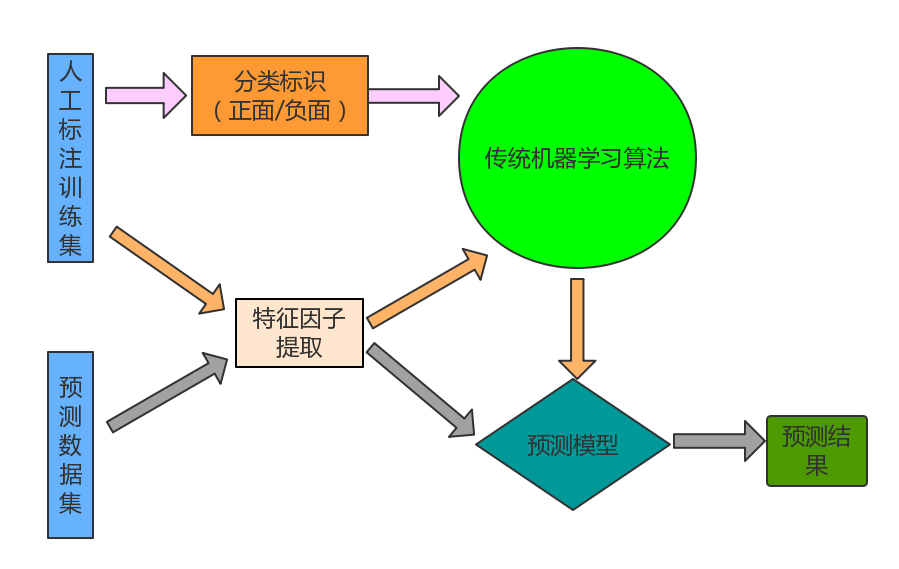 人工标注训练集
分类标识
（正面/负面）
传统机器学习算法
特征因子
提取
预测数据集
预测模型
预测结
果